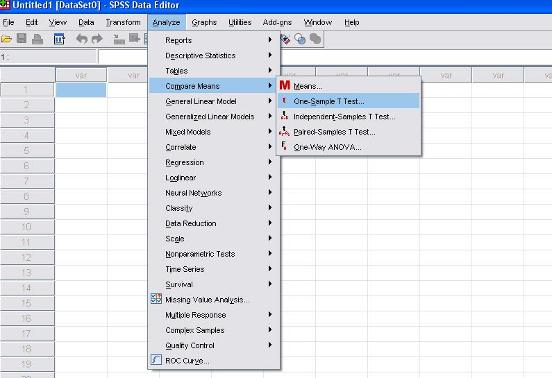 Untitled1 [DataSet0] - SPSS Data Editor
File Edit View Data Transform Analyze Graphs Utilities Add-ons Window Help
1 :
var var var var var var var
Reports
Descriptive Statistics
Tables
Compare Means
General Linear Model
Generalized Linear Models
Mixed Models
Correlate
Regression
Loglinear
Neural Networks
Classify
Data Reduction
Scale
Nonparametric Tests
Time Series
Survival
Missing Value Analysis...
Multiple Response
Complex Samples
Quality Control
ROC Curve...
M Means...
One-Sample T Test...
Independent-Samples T Test...
Paired-Samples T Test...
One-Way ANOVA...
1
2
3
4
5
6
7
8
9
10
11
12
13
14
15
16
17
18
19